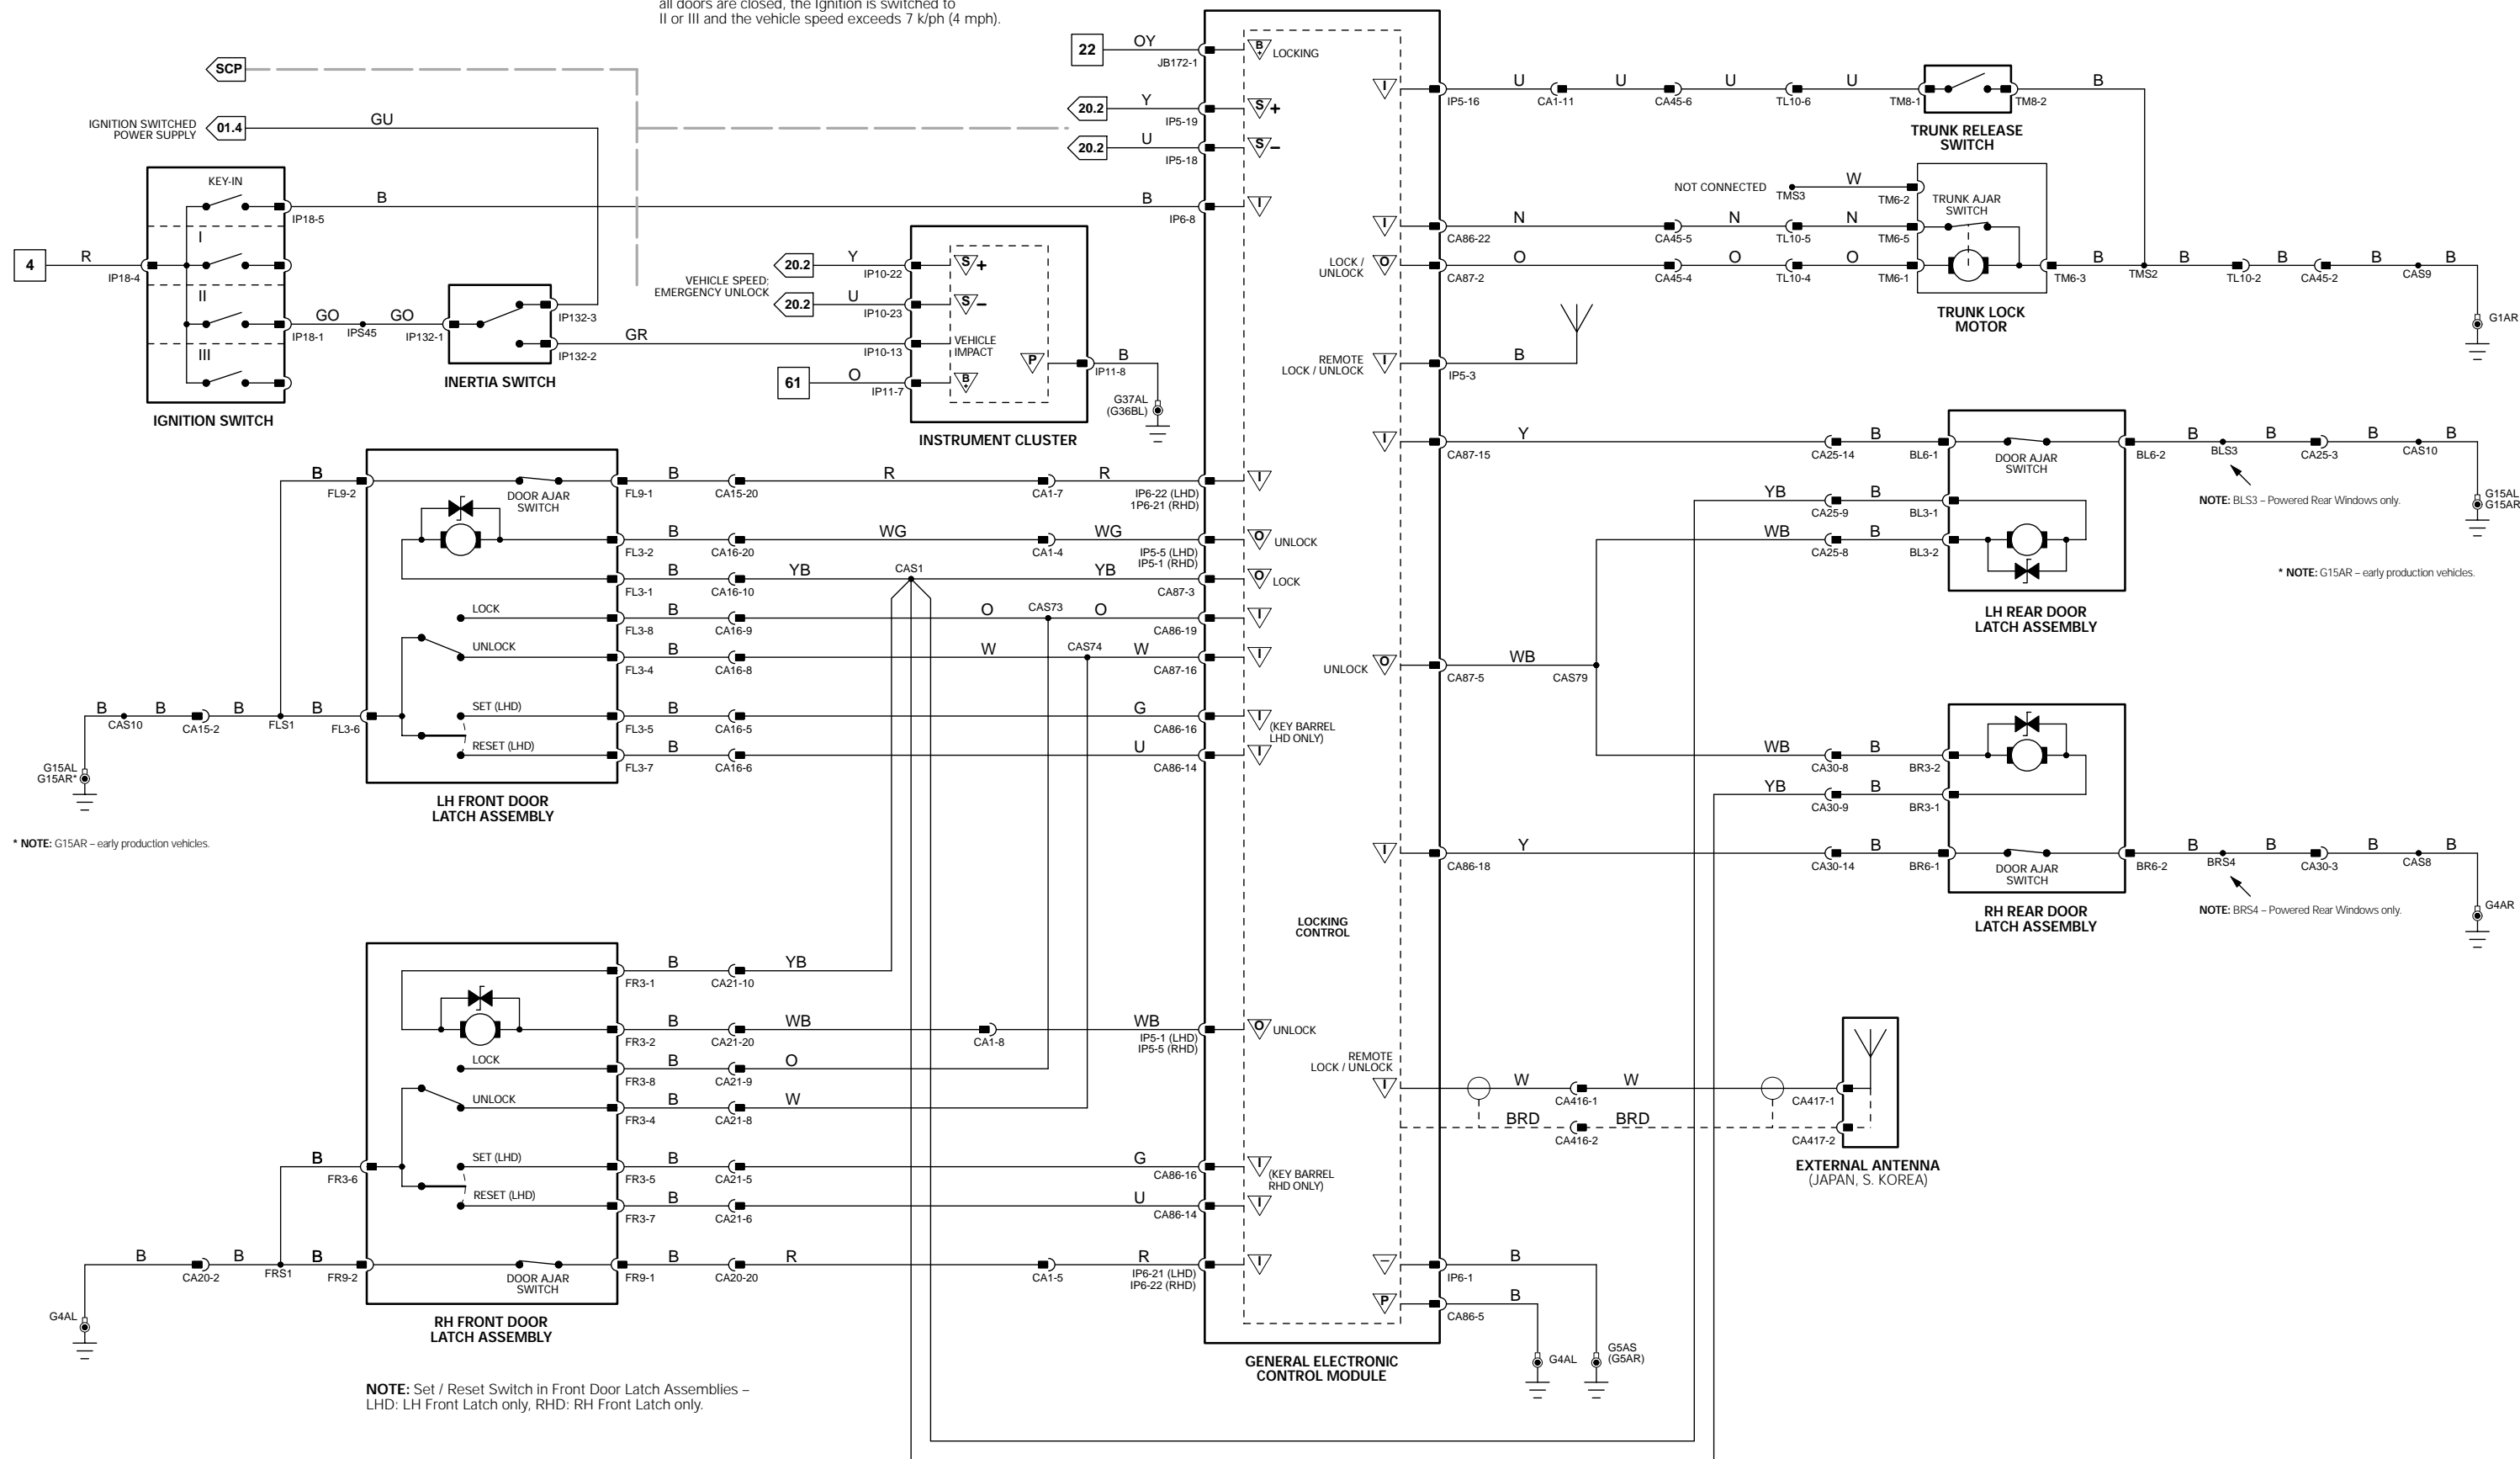 all doors are closed, the Ignition is switched to
II or III and the vehicle speed exceeds 7 k/ph (4 mph).
SCP
IGNITION SWITCHED
POWER SUPPLY
01.4
GU
KEY-IN
I
II
III
4
R
IP18-4
IP18-5
B
B
IP6-8
GO
IPS45
GO
IP18-1
IP132-1
IP132-3
IP132-2
GR
IGNITION SWITCH
INERTIA SWITCH
22
OY
JB172-1
B+
LOCKING
20.2
Y
IP5-19
S +
20.2
U
IP5-18
S –
I
VEHICLE SPEED;
EMERGENCY UNLOCK
20.2
Y
IP10-22
S +
20.2
U
IP10-23
S –
IP10-13
VEHICLE
IMPACT
61
O
IP11-7
B+
P
IP11-8
B
G37AL
(G36BL)
INSTRUMENT CLUSTER
B
FL9-2
DOOR AJAR
SWITCH
FL9-1
B
CA15-20
R
CA1-7
R
IP6-22 (LHD)
1P6-21 (RHD)
I
FL3-2
B
CA16-20
WG
CA1-4
WG
IP5-5 (LHD)
IP5-1 (RHD)
O
UNLOCK
FL3-1
B
CA16-10
YB
CAS1
YB
CA87-3
O
LOCK
LOCK
FL3-8
B
CA16-9
O
CAS73
O
CA86-19
I
UNLOCK
FL3-4
B
CA16-8
W
CAS74
W
CA87-16
I
B
CAS10
B
CA15-2
B
FLS1
B
FL3-6
SET (LHD)
FL3-5
B
CA16-5
G
CA86-16
I
(KEY BARREL
LHD ONLY)
RESET (LHD)
FL3-7
B
CA16-6
U
CA86-14
I
G15AL
G15AR*
LH FRONT DOOR
LATCH ASSEMBLY
* NOTE: G15AR – early production vehicles.
FR3-1
B
CA21-10
YB
FR3-2
B
CA21-20
WB
CA1-8
WB
IP5-1 (LHD)
IP5-5 (RHD)
O
UNLOCK
LOCK
FR3-8
B
CA21-9
O
UNLOCK
FR3-4
B
CA21-8
W
B
FR3-6
SET (LHD)
FR3-5
B
CA21-5
G
CA86-16
I
(KEY BARREL
RHD ONLY)
RESET (LHD)
FR3-7
B
CA21-6
U
CA86-14
I
B
CA20-2
B
FRS1
B
FR9-2
DOOR AJAR
SWITCH
FR9-1
B
CA20-20
R
CA1-5
R
IP6-21 (LHD)
IP6-22 (RHD)
I
G4AL
RH FRONT DOOR
LATCH ASSEMBLY
NOTE: Set / Reset Switch in Front Door Latch Assemblies –
LHD: LH Front Latch only, RHD: RH Front Latch only.
LOCKING
CONTROL
GENERAL ELECTRONIC
CONTROL MODULE
I
IP5-16
U
CA1-11
U
CA45-6
U
TL10-6
U
TM8-1
TM8-2
B
TRUNK RELEASE
SWITCH
NOT CONNECTED
TMS3
W
TM6-2
TRUNK AJAR
SWITCH
I
CA86-22
N
CA45-5
N
TL10-5
N
TM6-5
LOCK /
UNLOCK
O
CA87-2
O
CA45-4
O
TL10-4
O
TM6-1
TM6-3
B
TMS2
B
TL10-2
B
CA45-2
B
CAS9
B
G1AR
TRUNK LOCK
MOTOR
REMOTE
LOCK / UNLOCK
I
IP5-3
B
I
CA87-15
Y
CA25-14
B
BL6-1
DOOR AJAR
SWITCH
BL6-2
B
BLS3
B
CA25-3
B
CAS10
B
G15AL
G15AR
NOTE: BLS3 – Powered Rear Windows only.
YB
CA25-9
B
BL3-1
WB
CA25-8
B
BL3-2
* NOTE: G15AR – early production vehicles.
LH REAR DOOR
LATCH ASSEMBLY
UNLOCK
O
CA87-5
WB
CAS79
WB
CA30-8
B
BR3-2
YB
CA30-9
B
BR3-1
I
CA86-18
Y
CA30-14
B
BR6-1
DOOR AJAR
SWITCH
BR6-2
B
BRS4
B
CA30-3
B
CAS8
B
G4AR
NOTE: BRS4 – Powered Rear Windows only.
RH REAR DOOR
LATCH ASSEMBLY
REMOTE
LOCK / UNLOCK
I
W
CA416-1
W
CA417-1
BRD
CA416-2
BRD
CA417-2
EXTERNAL ANTENNA
(JAPAN, S. KOREA)
–
IP6-1
B
P
CA86-5
B
G4AL
G5AS
(G5AR)